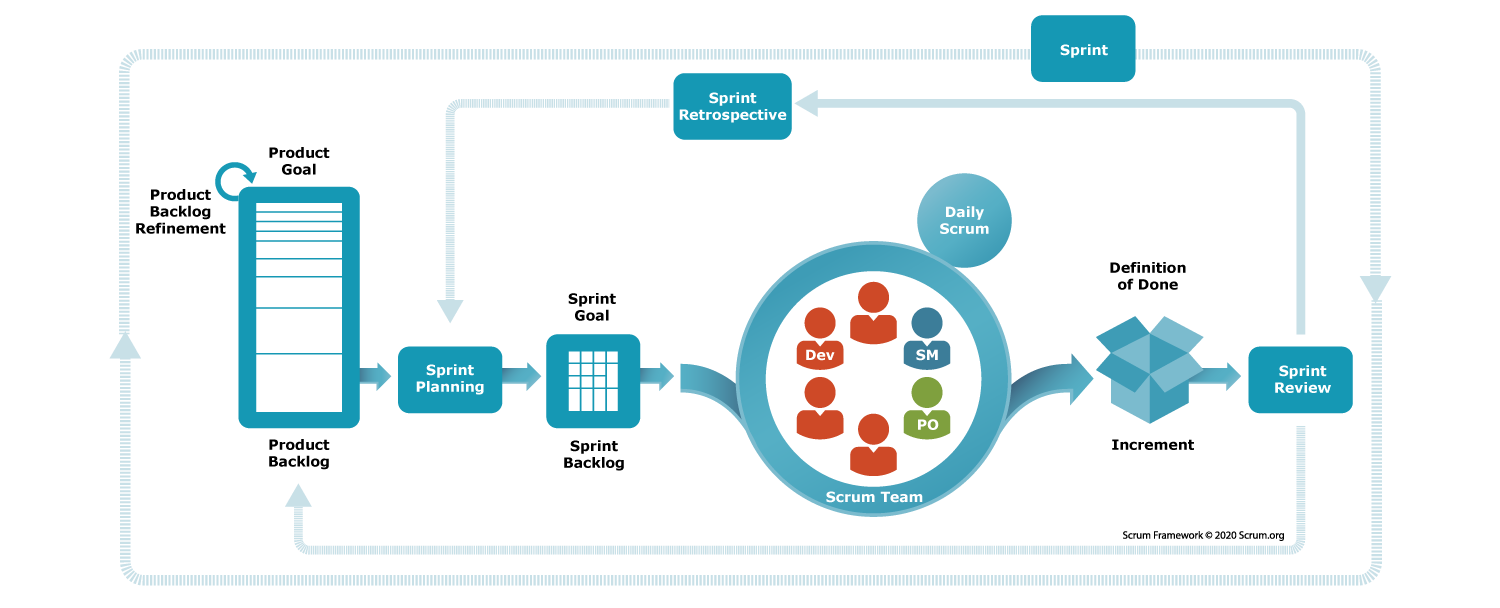 Sprint
Sprint
Retrospective
Product
Goal
Product
Backlog
Refinement
Product
Backlog
Sprint
Planning
Sprint
Goal
Sprint
Backlog
Daily
Scrum
Dev
SM
PO
Scrum Team
Definition
of Done
Increment
Sprint
Review
Scrum Framework © 2020 Scrum.org